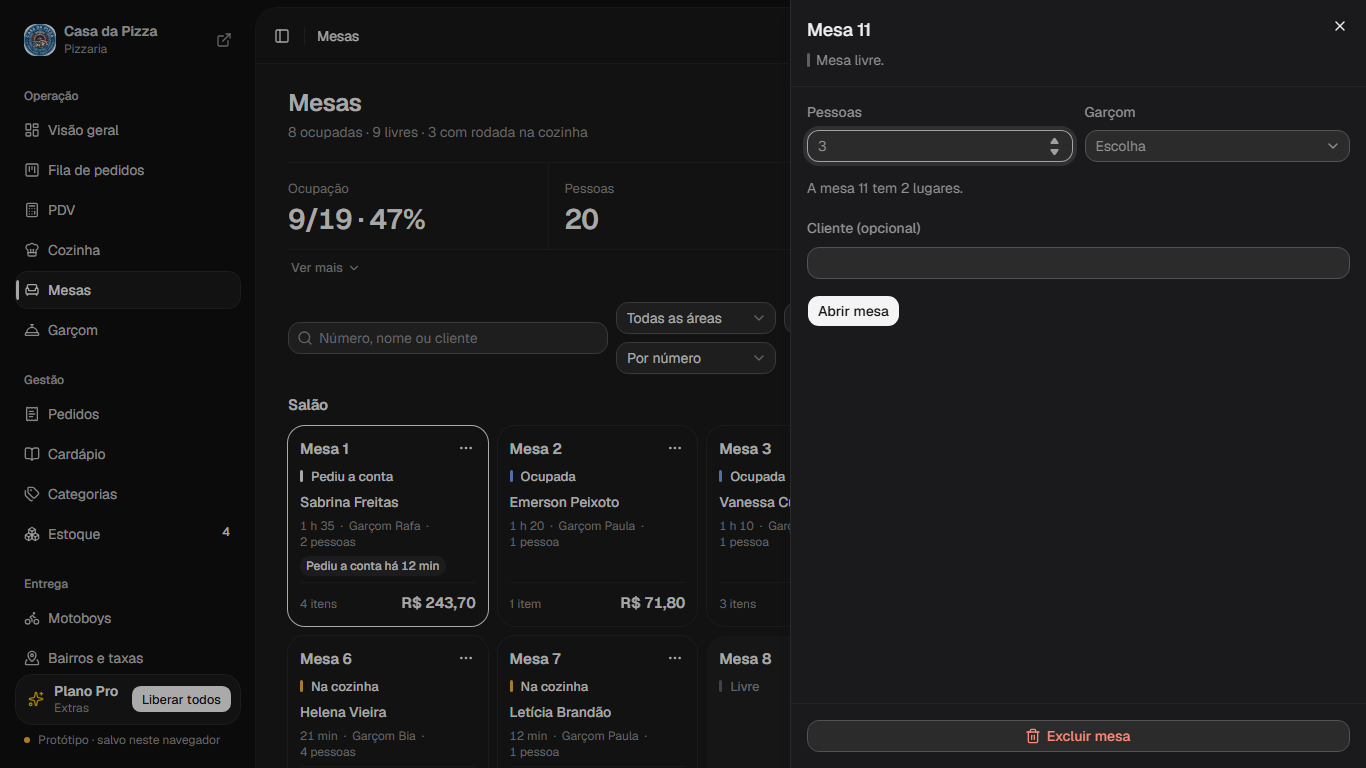 Casa da Pizza
Pizzaria
Operação
Visão geral
Fila de pedidos
PDV
Cozinha
Mesas
Garçom
Gestão
Pedidos
Cardápio
Categorias
Estoque 4
Entrega
Motoboys
Bairros e taxas
Plano Pro
Extras
Liberar todos
Protótipo · salvo neste navegador
Mesas
Mesas
8 ocupadas · 9 livres · 3 com rodada na cozinha
Ocupação
9/19 · 47%
Pessoas
20
Ver mais
Número, nome ou cliente
Todas as áreas
Por número
Salão
Mesa 1
Pediu a conta
Sabrina Freitas
1 h 35 · Garçom Rafa ·
2 pessoas
Pediu a conta há 12 min
4 itens R$ 243,70
Mesa 2
Ocupada
Emerson Peixoto
1 h 20 · Garçom Paula ·
1 pessoa
1 item R$ 71,80
Mesa 3
Ocupada
Vanessa
1 h 10
1 pessoa
3 itens
Mesa 6
Na cozinha
Helena Vieira
21 min · Garçom Bia ·
4 pessoas
Mesa 7
Na cozinha
Letícia Brandão
12 min · Garçom Paula ·
1 pessoa
Mesa 8
Livre
Mesa 11
Mesa livre.
Pessoas
3
Garçom
Escolha
A mesa 11 tem 2 lugares.
Cliente (opcional)
Abrir mesa
Excluir mesa